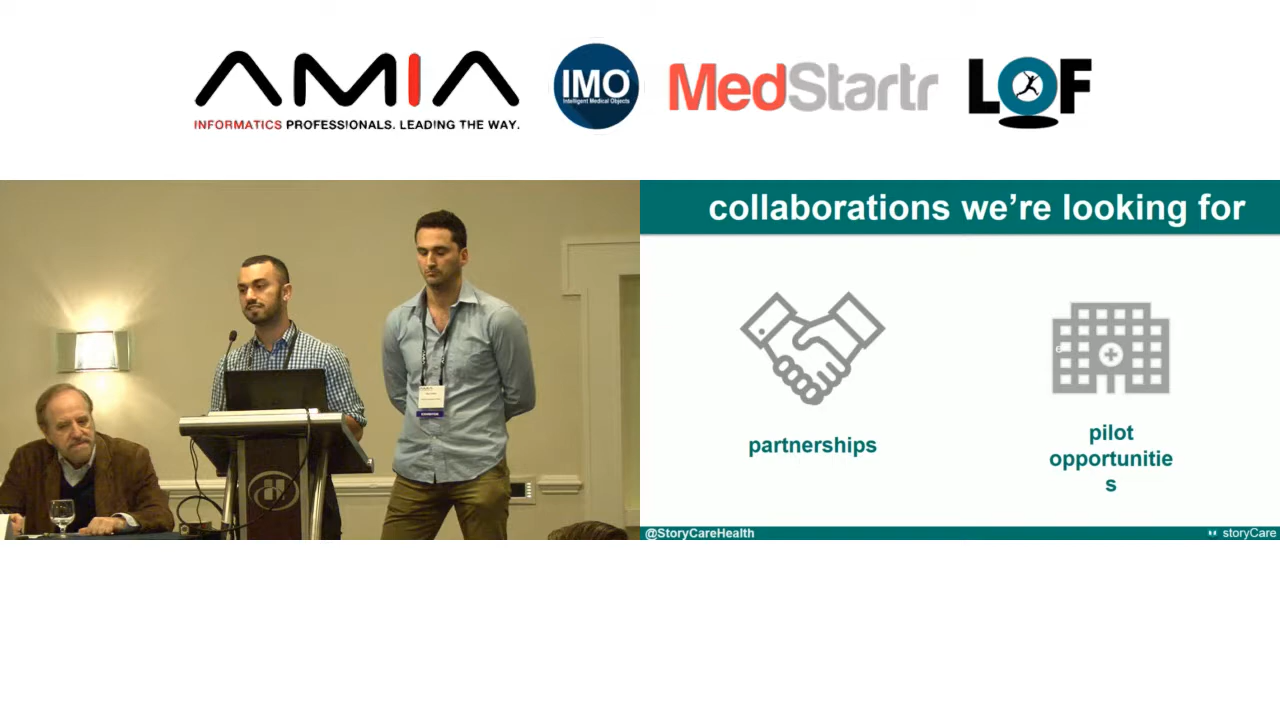 AMIA
INFORMATICS PROFESSIONALS. LEADING THE WAY.
IMO
Intelligent Medical Objects
MedStartr
LOF
collaborations we're looking for
partnerships
pilot
opportunitie
s
@StoryCareHealth
storyCare